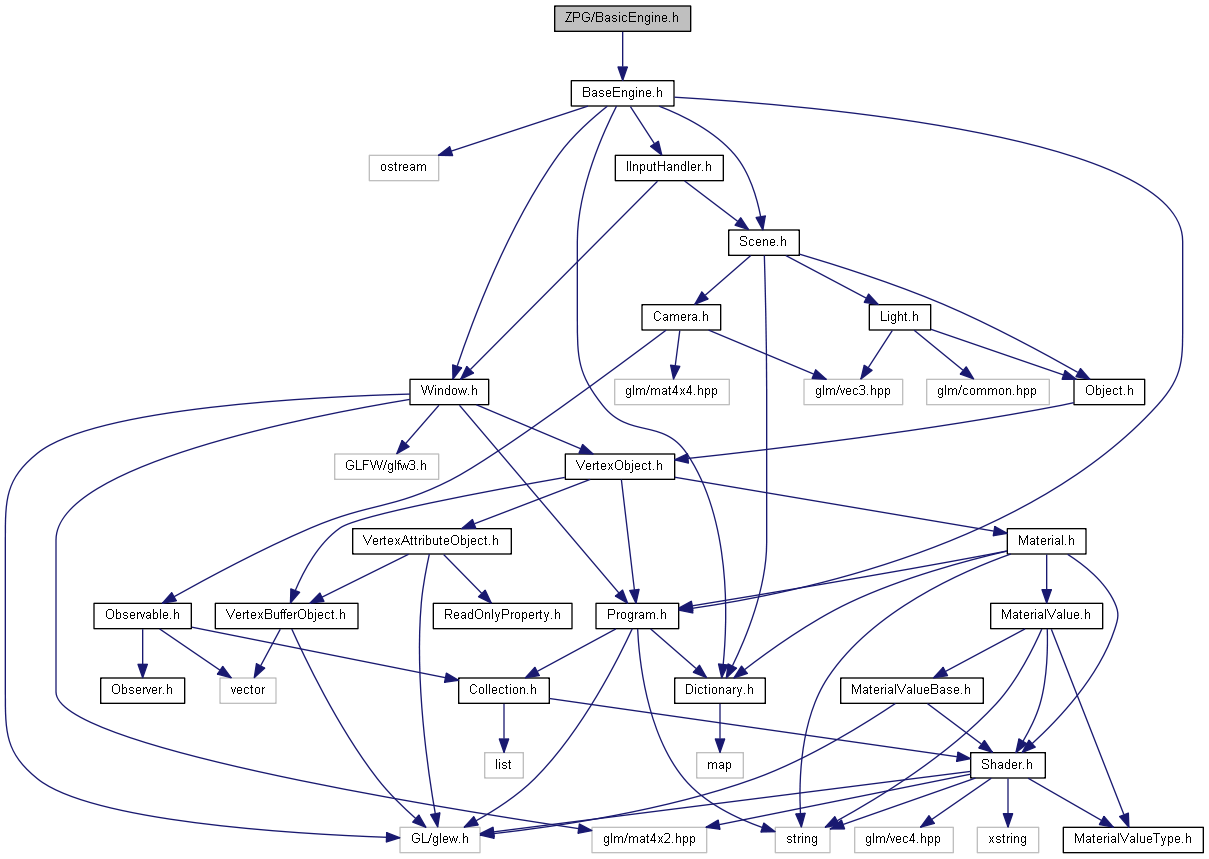 ZPG/BasicEngine.h
BaseEngine.h
ostream
IInputHandler.h
Scene.h
Camera.h
Light.h
Window.h
glm/mat4x4.hpp
glm/vec3.hpp
glm/common.hpp
Object.h
GLFW/glfw3.h
VertexObject.h
VertexAttributeObject.h
Material.h
Observable.h
VertexBufferObject.h
ReadOnlyProperty.h
Program.h
MaterialValue.h
Observer.h
vector
Collection.h
Dictionary.h
MaterialValueBase.h
list
map
Shader.h
GL/glew.h
glm/mat4x2.hpp
string
glm/vec4.hpp
xstring
MaterialValueType.h